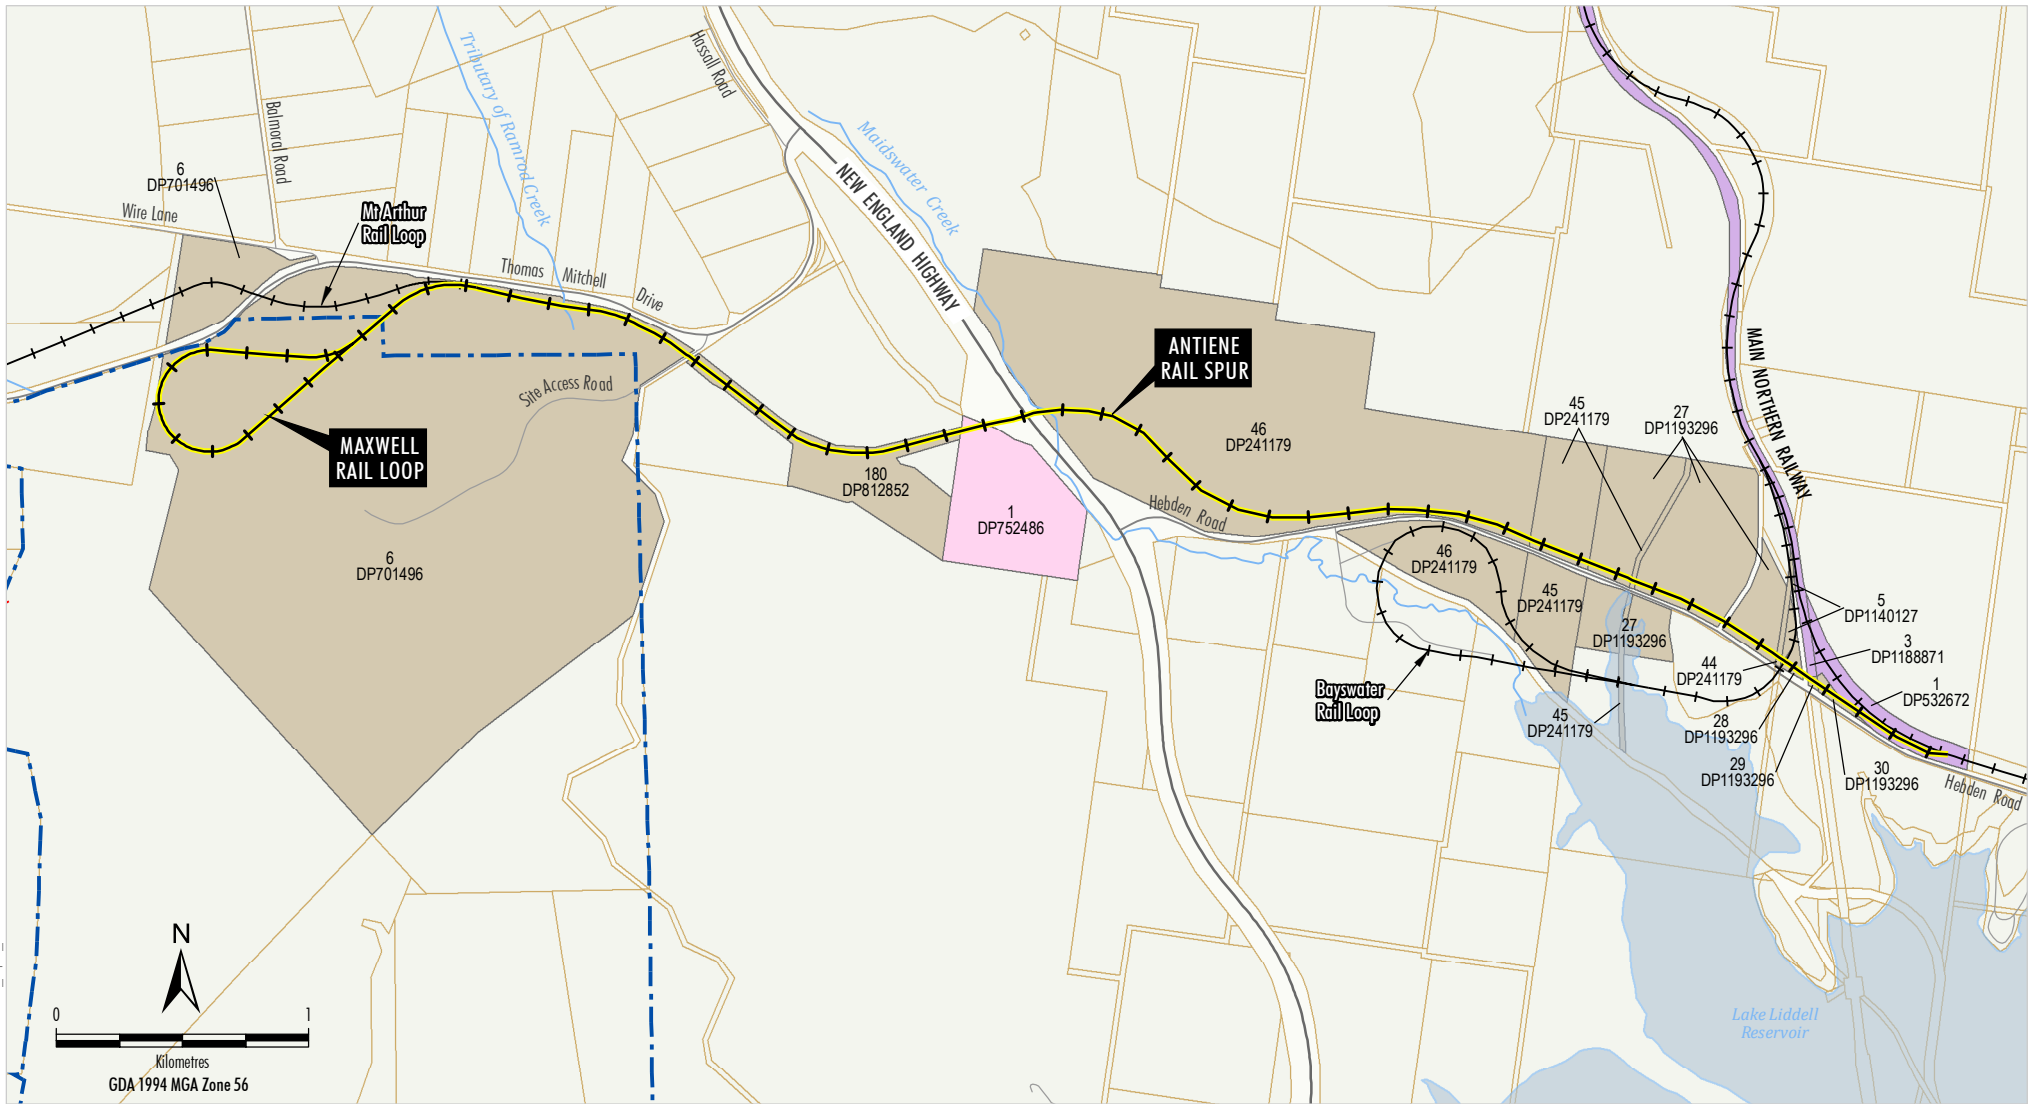 Hassall Road
Tributary of Ramrod Creek
Balmoral Road
Maidswater Creek
6
DP701496
Wire Lane
Mt Arthur
Rail Loop
NEW ENGLAND HIGHWAY
Thomas Mitchell Drive
ANTIENE
RAIL SPUR
MAIN NORTHERN RAILWAY
Site Access Road
MAXWELL
RAIL LOOP
46
DP241179
45
DP241179
27
DP1193296
180
DP812852
1
DP752486
Hebden Road
6
DP701496
46
DP241179
45
DP241179
27
DP1193296
5
DP1140127
3
DP1188871
44
DP241179
1
DP532672
Bayswater
Rail Loop
45
DP241179
28
DP1193296
29
DP1193296
30
DP1193296
Hebden Road
N
0 1
Kilometres
GDA 1994 MGA Zone 56
Lake Liddell
Reservoir